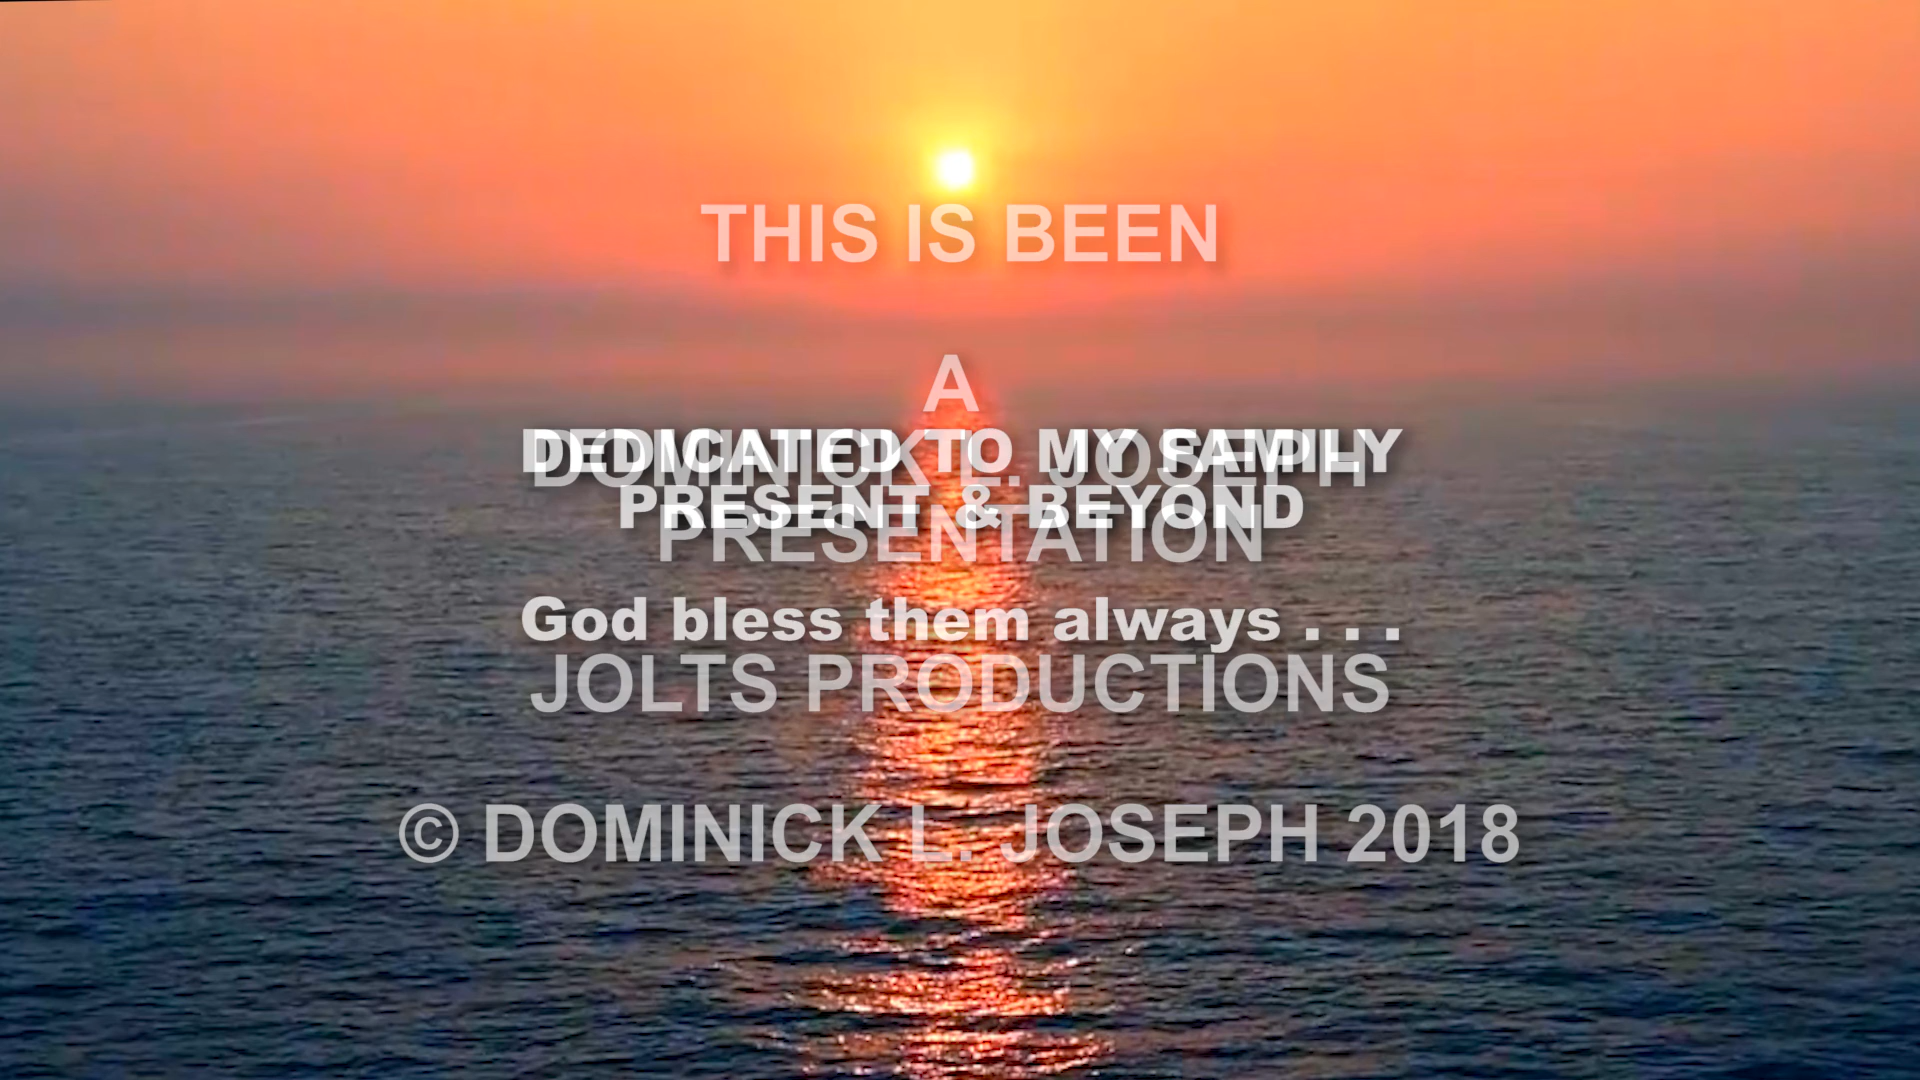 THIS IS BEEN
A
DOMINICK L. JOSEPH
PRESENTATION
DEDICATED TO MY FAMILY
PRESENT & BEYOND
God bless them always . . .
JOLTS PRODUCTIONS
© DOMINICK L. JOSEPH 2018